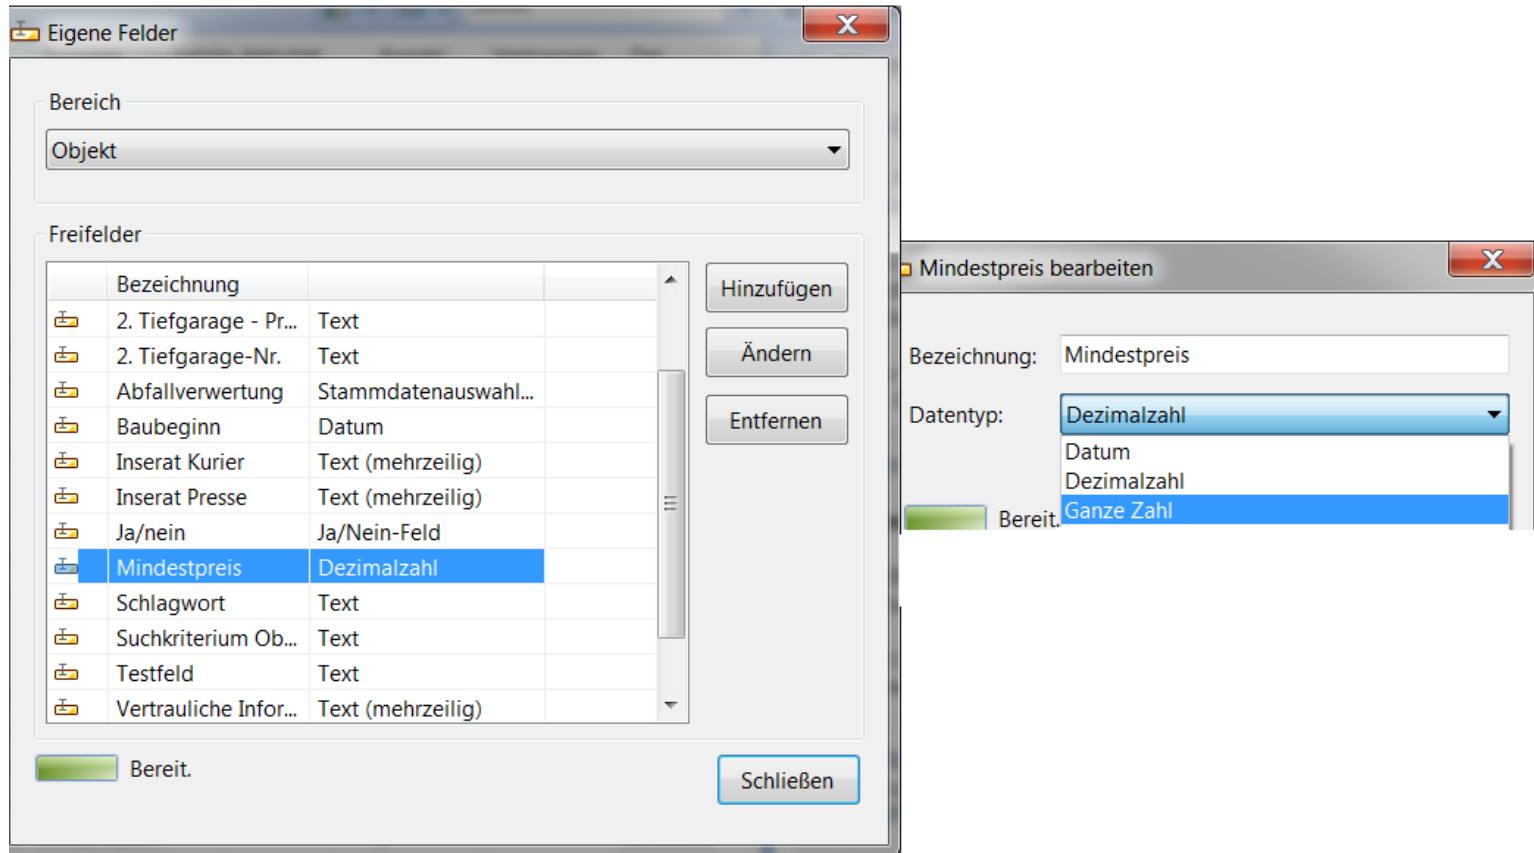 Eigene Felder
X
Bereich
Objekt
Freifelder
Bezeichnung
2. Tiefgarage - Pr... Text
2. Tiefgarage-Nr. Text
Abfallverwertung Stammdatenauswahl...
Baubeginn Datum
Inserat Kurier Text (mehrzeilig)
Inserat Presse Text (mehrzeilig)
Ja/nein Ja/Nein-Feld
Mindestpreis Dezimalzahl
Schlagwort Text
Suchkriterium Ob... Text
Testfeld Text
Vertrauliche Infor... Text (mehrzeilig)
Hinzufügen
Ändern
Entfernen
Bereit.
Schließen
Mindestpreis bearbeiten
X
Bezeichnung: Mindestpreis
Datentyp: Dezimalzahl
Datum
Dezimalzahl
Ganze Zahl
Bereit.